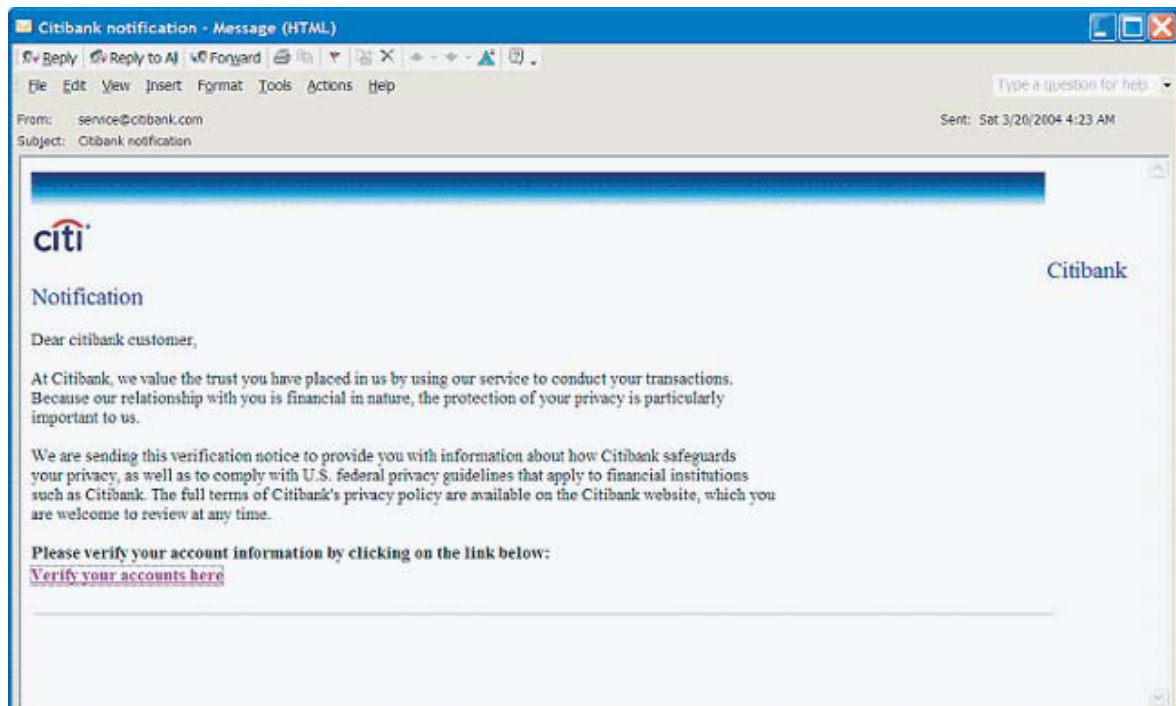 Citibank notification - Message (HTML)
Reply Reply to All Forward
File Edit View Insert Format Tools Actions Help Type a question for help
From: service@citibank.com Sent: Sat 3/20/2004 4:23 AM
Subject: Citibank notification
citi
Citibank
Notification
Dear citibank customer,
At Citibank, we value the trust you have placed in us by using our service to conduct your transactions.
Because our relationship with you is financial in nature, the protection of your privacy is particularly
important to us.
We are sending this verification notice to provide you with information about how Citibank safeguards
your privacy, as well as to comply with U.S. federal privacy guidelines that apply to financial institutions
such as Citibank. The full terms of Citibank's privacy policy are available on the Citibank website, which you
are welcome to review at any time.
Please verify your account information by clicking on the link below:
Verify your accounts here